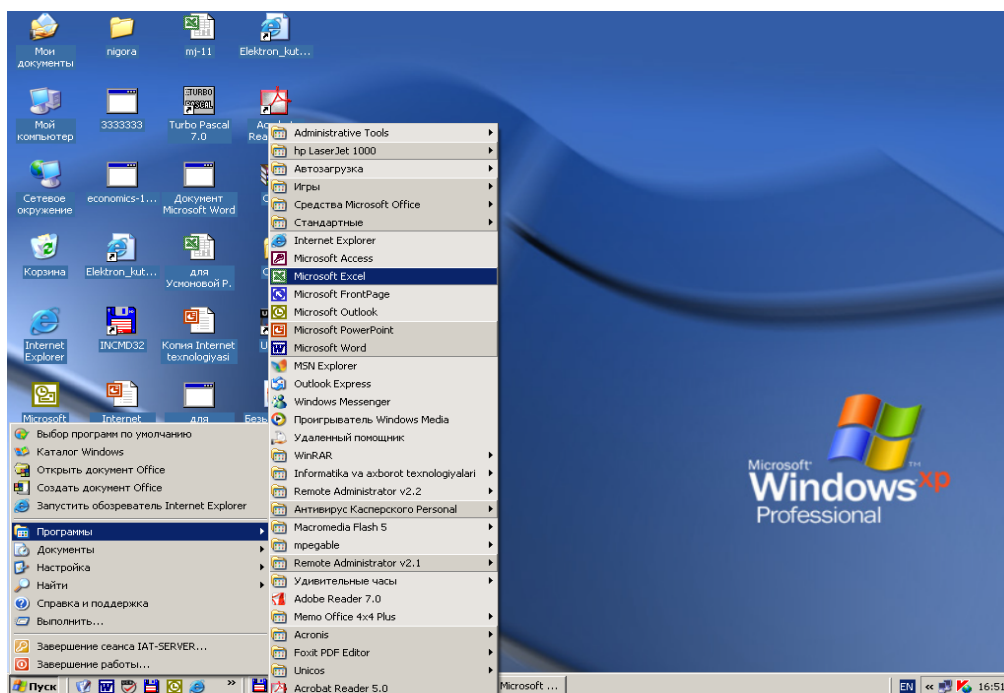 Мои
документы
nigora
mj-11
Elektron_kut...
Мой
компьютер
3333333
TURBO
PASCAL
Turbo Pascal
7.0
Сетевое
окружение
economics-1...
Документ
Microsoft Word
Корзина
Elektron_kut...
для
Усмоновой Р.
Internet
Explorer
INCMD32
Копия Internet
texnologiyasi
Microsoft
Internet
для
Administrative Tools
hp LaserJet 1000
Автозагрузка
Игры
Средства Microsoft Office
Стандартные
Internet Explorer
Microsoft Access
Microsoft Excel
Microsoft FrontPage
Microsoft Outlook
Microsoft PowerPoint
Microsoft Word
MSN Explorer
Outlook Express
Windows Messenger
Проигрыватель Windows Media
Удаленный помощник
WinRAR
Informatika va axborot texnologiyalari
Remote Administrator v2.2
Антивирус Касперского Personal
Macromedia Flash 5
mpegable
Remote Administrator v2.1
Удивительные часы
Adobe Reader 7.0
Memo Office 4x4 Plus
Acronis
Foxit PDF Editor
Unicos
Acrobat Reader 5.0
Выбор программ по умолчанию
Каталог Windows
Открыть документ Office
Создать документ Office
Запустить обозреватель Internet Explorer
Программы
Документы
Настройка
Найти
Справка и поддержка
Выполнить...
Завершение сеанса IAT-SERVER...
Завершение работы...
Microsoft
Windows xp
Professional
Пуск
»
Microsoft ...
EN
«
16:51